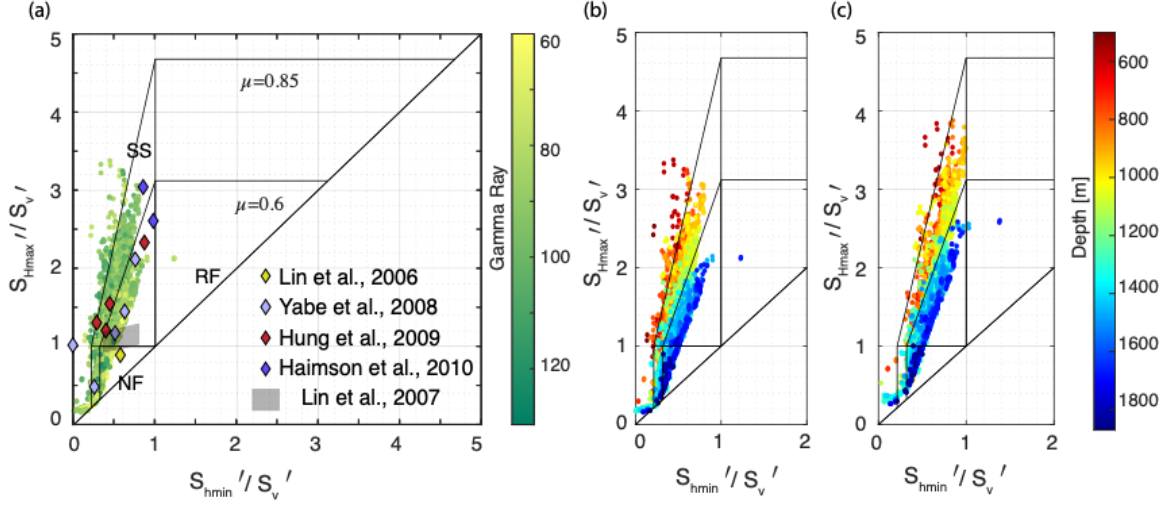 (a)
(b)
(c)
5
4
3
2
1
0
0
1
2
3
4
5
S_Hmax ′/ S_v ′
S_hmin ′/ S_v ′
μ=0.85
μ=0.6
SS
RF
NF
Lin et al., 2006
Yabe et al., 2008
Hung et al., 2009
Haimson et al., 2010
Lin et al., 2007
Gamma Ray
60
80
100
120
5
4
3
2
1
0
0
1
2
S_Hmax ′/ S_v ′
S_hmin ′/ S_v ′
5
4
3
2
1
0
0
1
2
S_Hmax ′/ S_v ′
S_hmin ′/ S_v ′
Depth [m]
600
800
1000
1200
1400
1600
1800